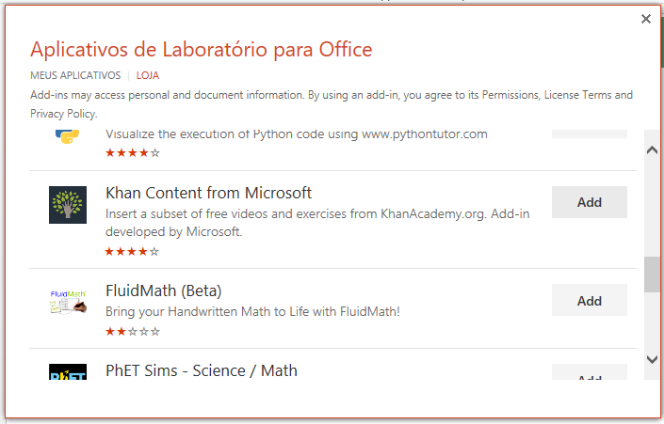 Aplicativos de Laboratório para Office
MEUS APLICATIVOS | LOJA
Add-ins may access personal and document information. By using an add-in, you agree to its Permissions, License Terms and
Privacy Policy.
Visualize the execution of Python code using www.pythontutor.com
Khan Content from Microsoft
Insert a subset of free videos and exercises from KhanAcademy.org. Add-in
developed by Microsoft.
Add
FluidMath
FluidMath (Beta)
Bring your Handwritten Math to Life with FluidMath!
Add
PhET
PhET Sims - Science / Math
Add